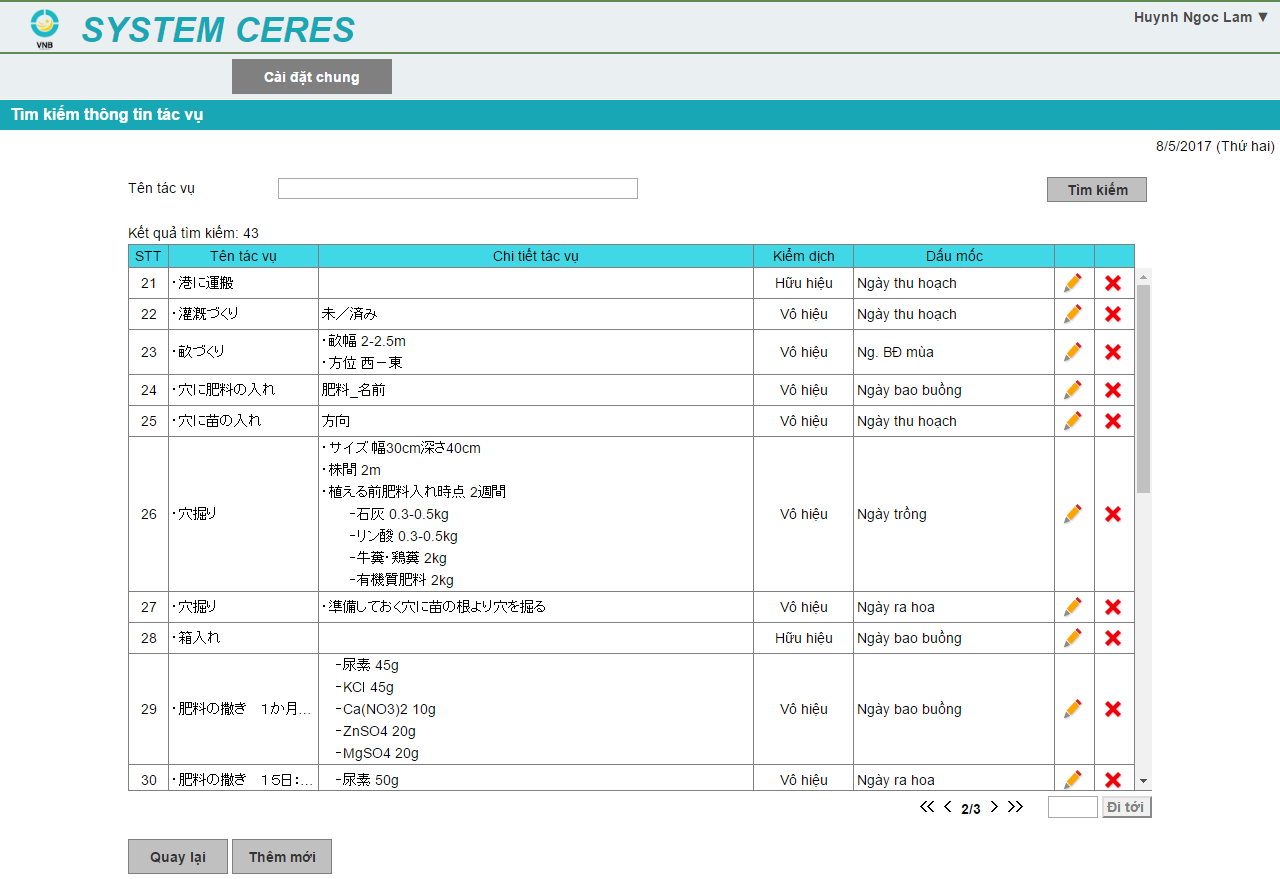 VNB
SYSTEM CERES
Huynh Ngoc Lam ▼
Cài đặt chung
Tìm kiếm thông tin tác vụ
8/5/2017 (Thứ hai)
Tên tác vụ
Tìm kiếm
Kết quả tìm kiếm: 43
STT Tên tác vụ Chi tiết tác vụ Kiểm dịch Dấu mốc
21 ・港に運搬 Hữu hiệu Ngày thu hoạch
22 ・灌漑づくり 未／済み Vô hiệu Ngày thu hoạch
23 ・畝づくり ・畝幅 2-2.5m Vô hiệu Ng. BĐ mùa
・方位 西－東
24 ・穴に肥料の入れ 肥料_名前 Vô hiệu Ngày bao buồng
25 ・穴に苗の入れ 方向 Vô hiệu Ngày thu hoạch
26 ・穴掘り ・サイズ 幅30cm深さ40cm Vô hiệu Ngày trồng
・株間 2m
・植える前肥料入れ時点 2週間
－石灰 0.3-0.5kg
－リン酸 0.3-0.5kg
－牛糞・鶏糞 2kg
－有機質肥料 2kg
27 ・穴掘り ・準備しておく穴に苗の根より穴を掘る Vô hiệu Ngày ra hoa
28 ・箱入れ Hữu hiệu Ngày bao buồng
29 ・肥料の撒き　１か月... －尿素 45g Vô hiệu Ngày bao buồng
－KCl 45g
－Ca(NO3)2 10g
－ZnSO4 20g
－MgSO4 20g
30 ・肥料の撒き　１５日：... －尿素 50g Vô hiệu Ngày ra hoa
<< < 2/3 > >> Đi tới
Quay lại Thêm mới